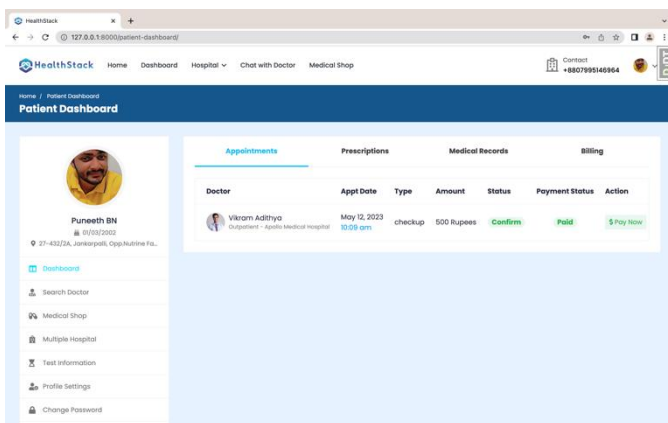 HealthStack
127.0.0.1:8000/patient-dashboard/
HealthStack Home Dashboard Hospital Chat with Doctor Medical Shop
Contact
+8807995146964
Home / Patient Dashboard
Patient Dashboard
Appointments Prescriptions Medical Records Billing
Doctor Appt Date Type Amount Status Payment Status Action
Vikram Adithya
Outpatient - Apollo Medical Hospital
May 12, 2023
10:09 am
checkup 500 Rupees Confirm Paid $ Pay Now
Puneeth BN
01/03/2002
27-432/2A, Jankarpalli, Opp.Nutrine Fa...
Dashboard
Search Doctor
Medical Shop
Multiple Hospital
Test Information
Profile Settings
Change Password